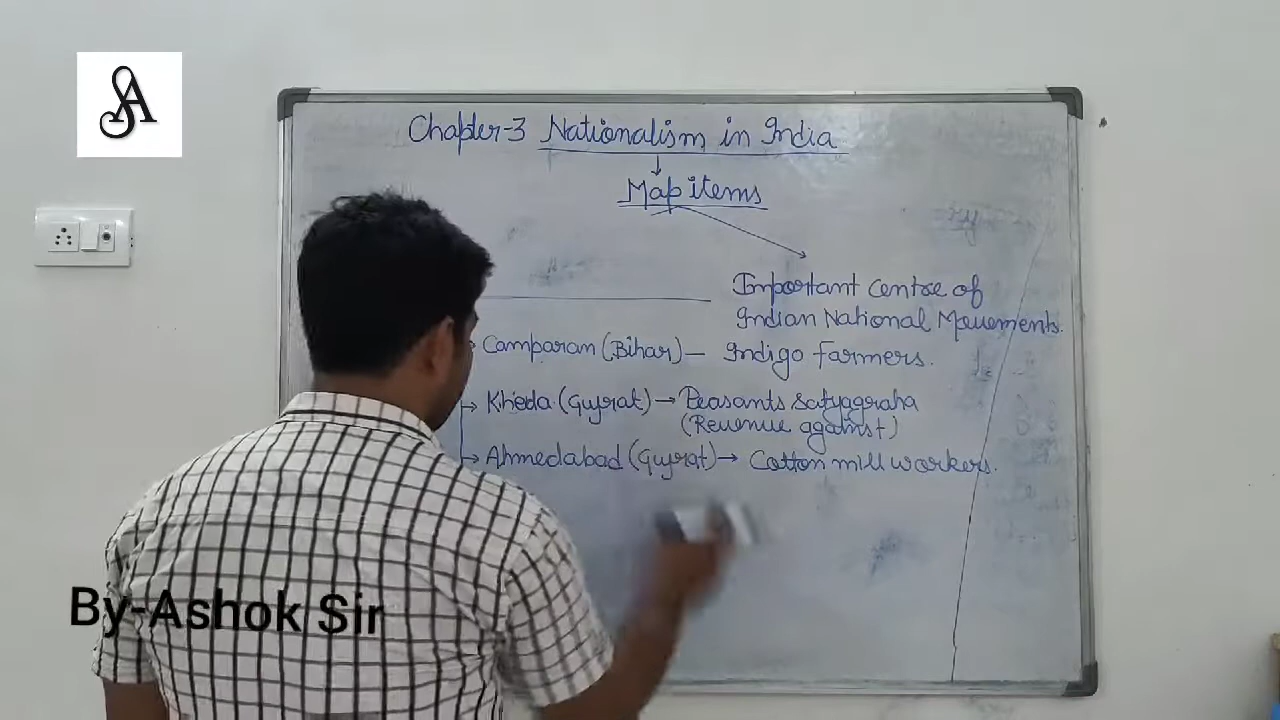 SA
Chapter-3 Nationalism in India
Map items
Important centre of
Indian National Movements.
Camparan (Bihar) — Indigo farmers.
Kheda (Gujrat) → Peasants Satyagraha
(Revenue against)
Ahmedabad (Gujrat) → Cotton mill workers.
By-Ashok Sir